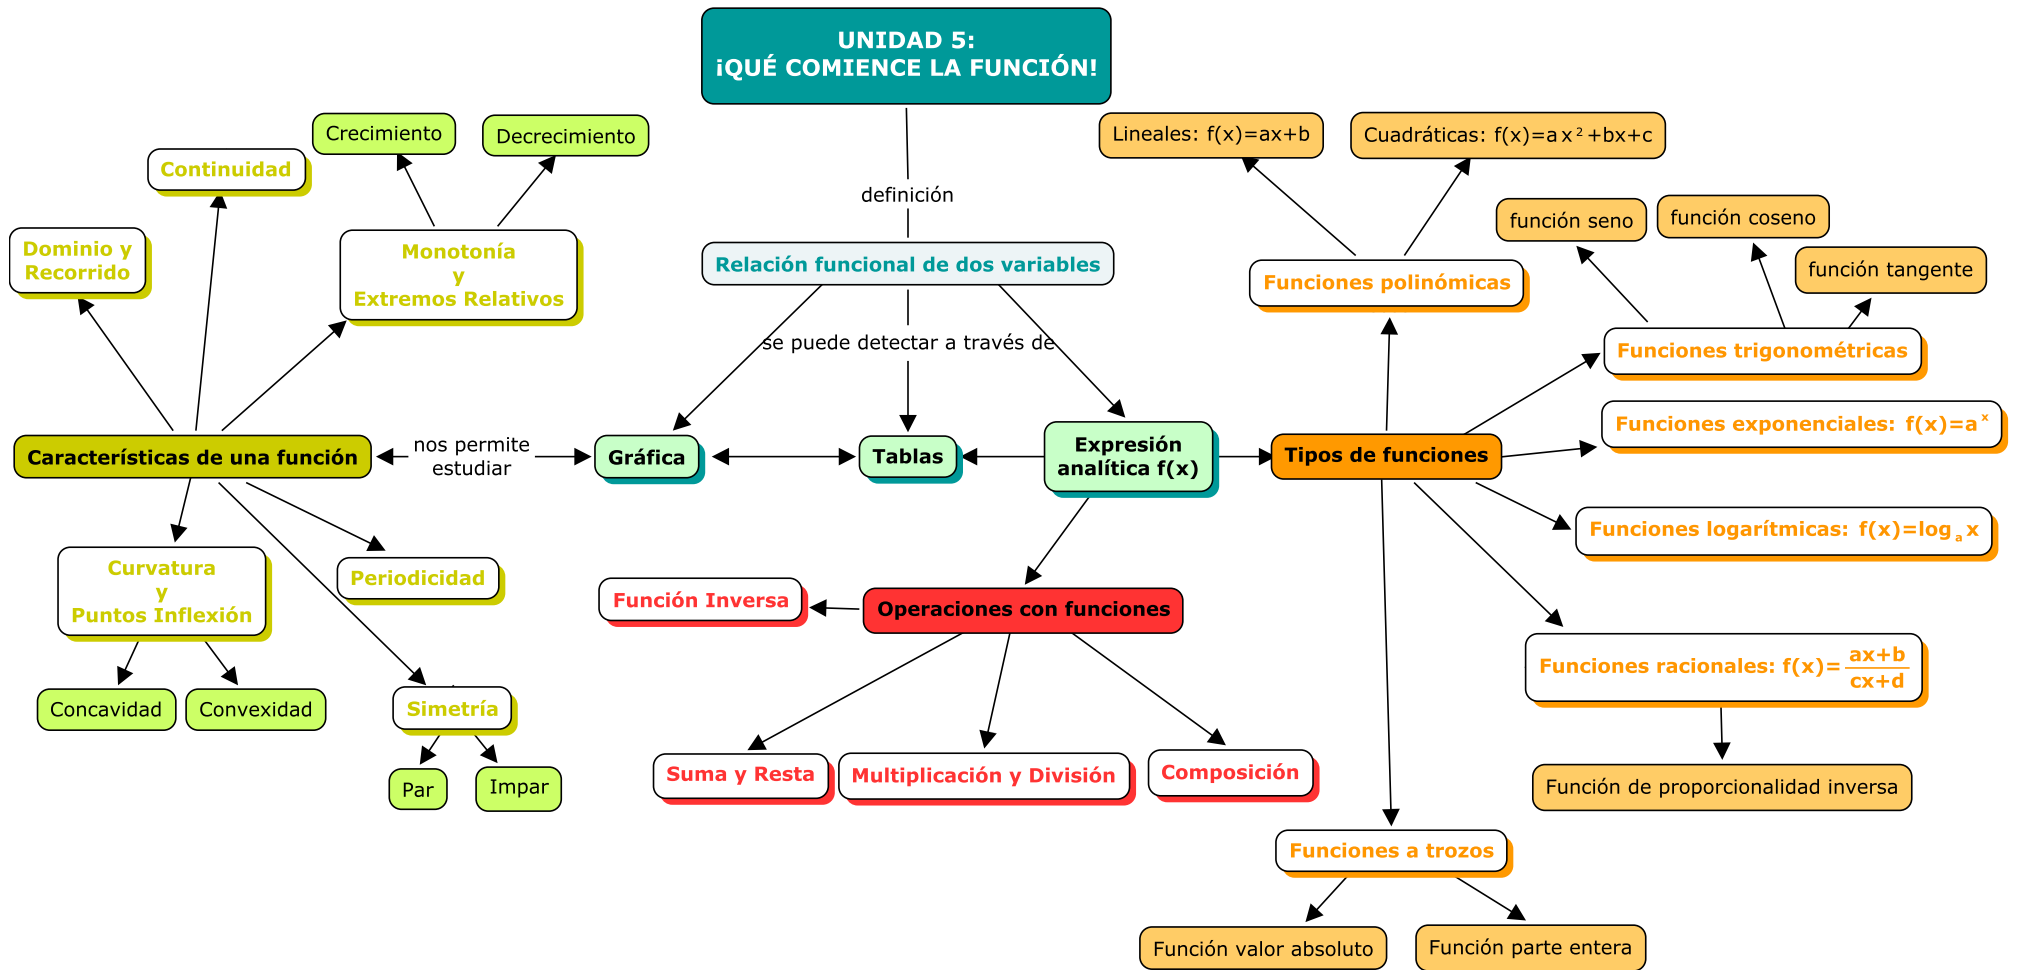 UNIDAD 5:
¡QUÉ COMIENCE LA FUNCIÓN!
definición
Relación funcional de dos variables
se puede detectar a través de
Crecimiento
Decrecimiento
Continuidad
Dominio y
Recorrido
Monotonía
y
Extremos Relativos
Características de una función
nos permite
estudiar
Gráfica
Tablas
Expresión
analítica f(x)
Tipos de funciones
Lineales: f(x)=ax+b
Cuadráticas: f(x)=ax²+bx+c
Funciones polinómicas
función seno
función coseno
función tangente
Funciones trigonométricas
Funciones exponenciales: f(x)=aˣ
Funciones logarítmicas: f(x)=logₐx
Funciones racionales: f(x)=
ax+b
cx+d
Función de proporcionalidad inversa
Funciones a trozos
Función valor absoluto
Función parte entera
Operaciones con funciones
Función Inversa
Suma y Resta
Multiplicación y División
Composición
Curvatura
y
Puntos Inflexión
Concavidad
Convexidad
Periodicidad
Simetría
Par
Impar